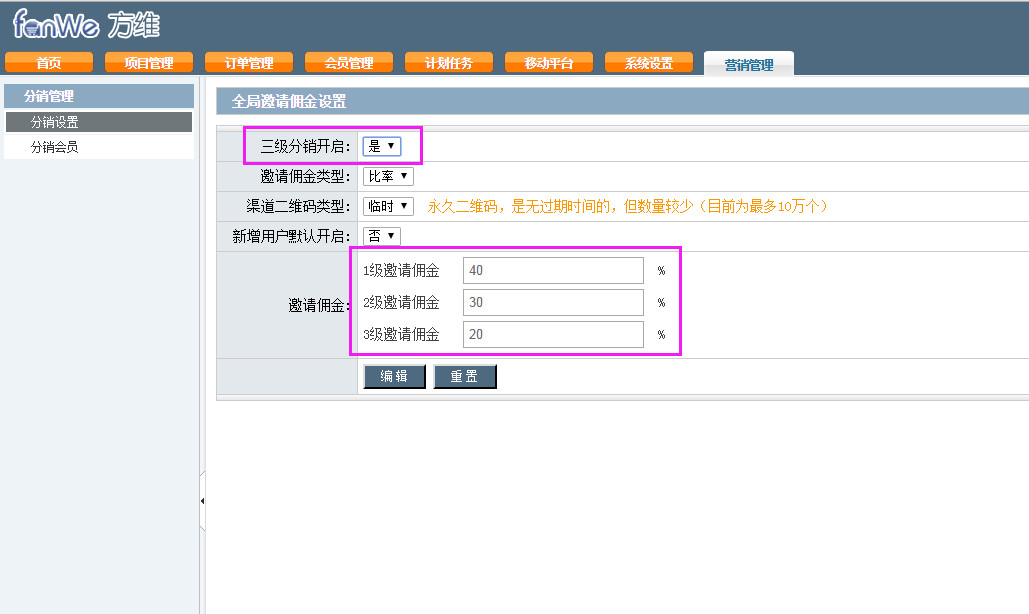 fanWe 方维
首页 项目管理 订单管理 会员管理 计划任务 移动平台 系统设置 营销管理
分销管理
分销设置
分销会员
全局邀请佣金设置
三级分销开启: 是
邀请佣金类型: 比率
渠道二维码类型: 临时 永久二维码，是无过期时间的，但数量较少（目前为最多10万个）
新增用户默认开启: 否
邀请佣金:
1级邀请佣金 40 %
2级邀请佣金 30 %
3级邀请佣金 20 %
编辑 重置